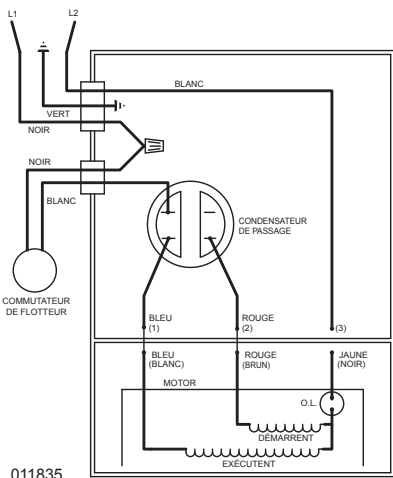 L1
L2
BLANC
VERT
NOIR
NOIR
BLANC
CONDENSATEUR
DE PASSAGE
COMMUTATEUR
DE FLOTTEUR
BLEU
(1)
ROUGE
(2)
(3)
BLEU
(BLANC)
ROUGE
(BRUN)
JAUNE
(NOIR)
MOTOR
O.L.
DÉMARRENT
EXÉCUTENT
011835